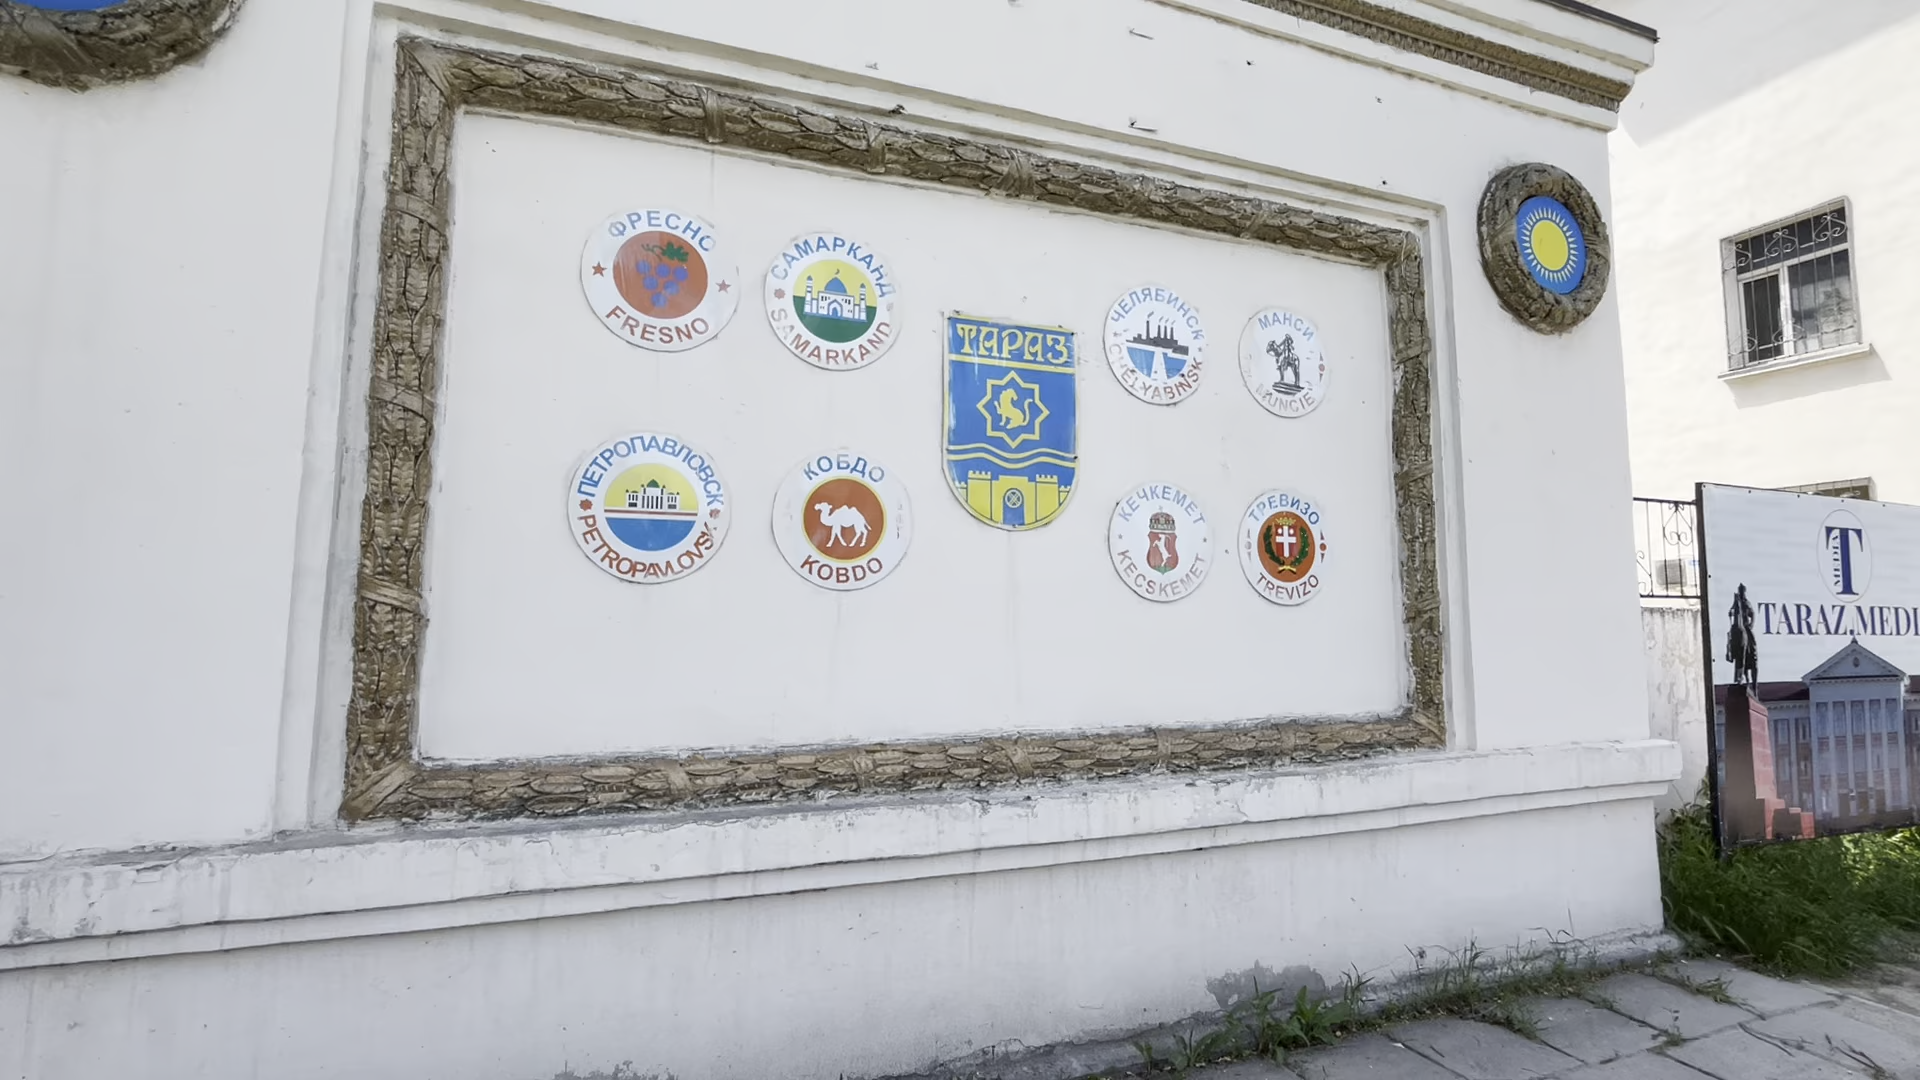 ФРЕСНО
FRESNO
САМАРКАНД
SAMARKAND
ТАРАЗ
ЧЕЛЯБИНСК
CHELYABINSK
МАНСИ
MUNCIE
ПЕТРОПАВЛОВСК
PETROPAVLOVSK
КОБДО
KOBDO
КЕЧКЕМЕТ
KECSKEMET
ТРЕВИЗО
TREVIZO
T
MEDIA
TARAZ.MEDI